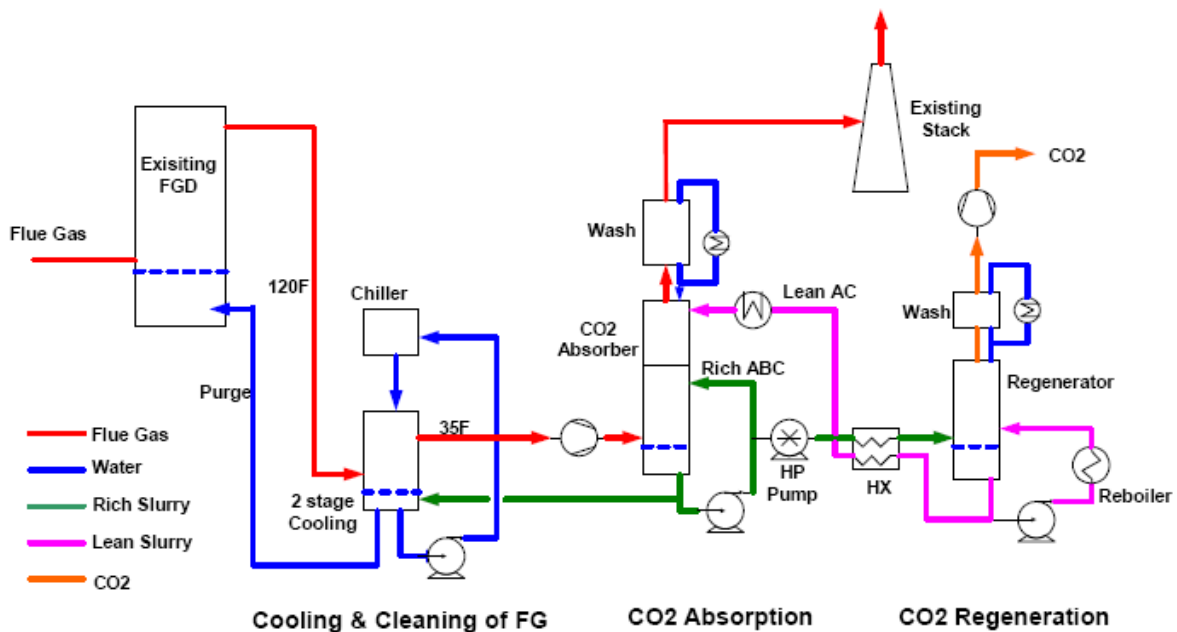 Existing
Stack
CO2
Exisiting
FGD
Flue Gas
Wash
120F
Chiller
Lean AC
Wash
CO2
Absorber
Rich ABC
Regenerator
Purge
35F
Flue Gas
Water
HP
Pump
HX
Reboiler
2 stage
Cooling
Rich Slurry
Lean Slurry
CO2
Cooling & Cleaning of FG
CO2 Absorption
CO2 Regeneration